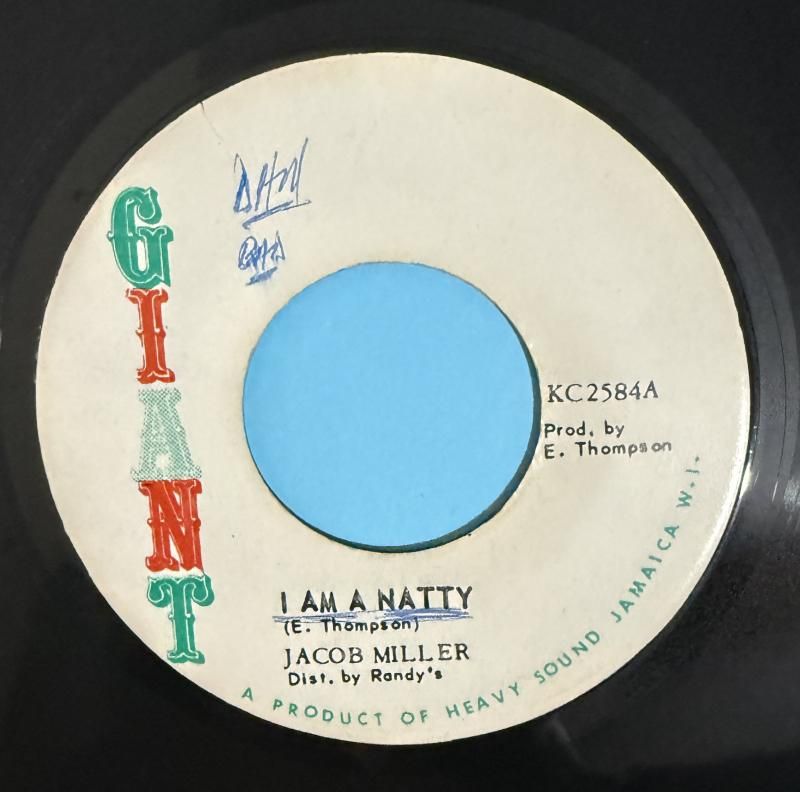 GIANT
KC2584A
Prod. by
E. Thompson
I AM A NATTY
(E. Thompson)
JACOB MILLER
Dist. by Randy's
A PRODUCT OF HEAVY SOUND JAMAICA W.I.